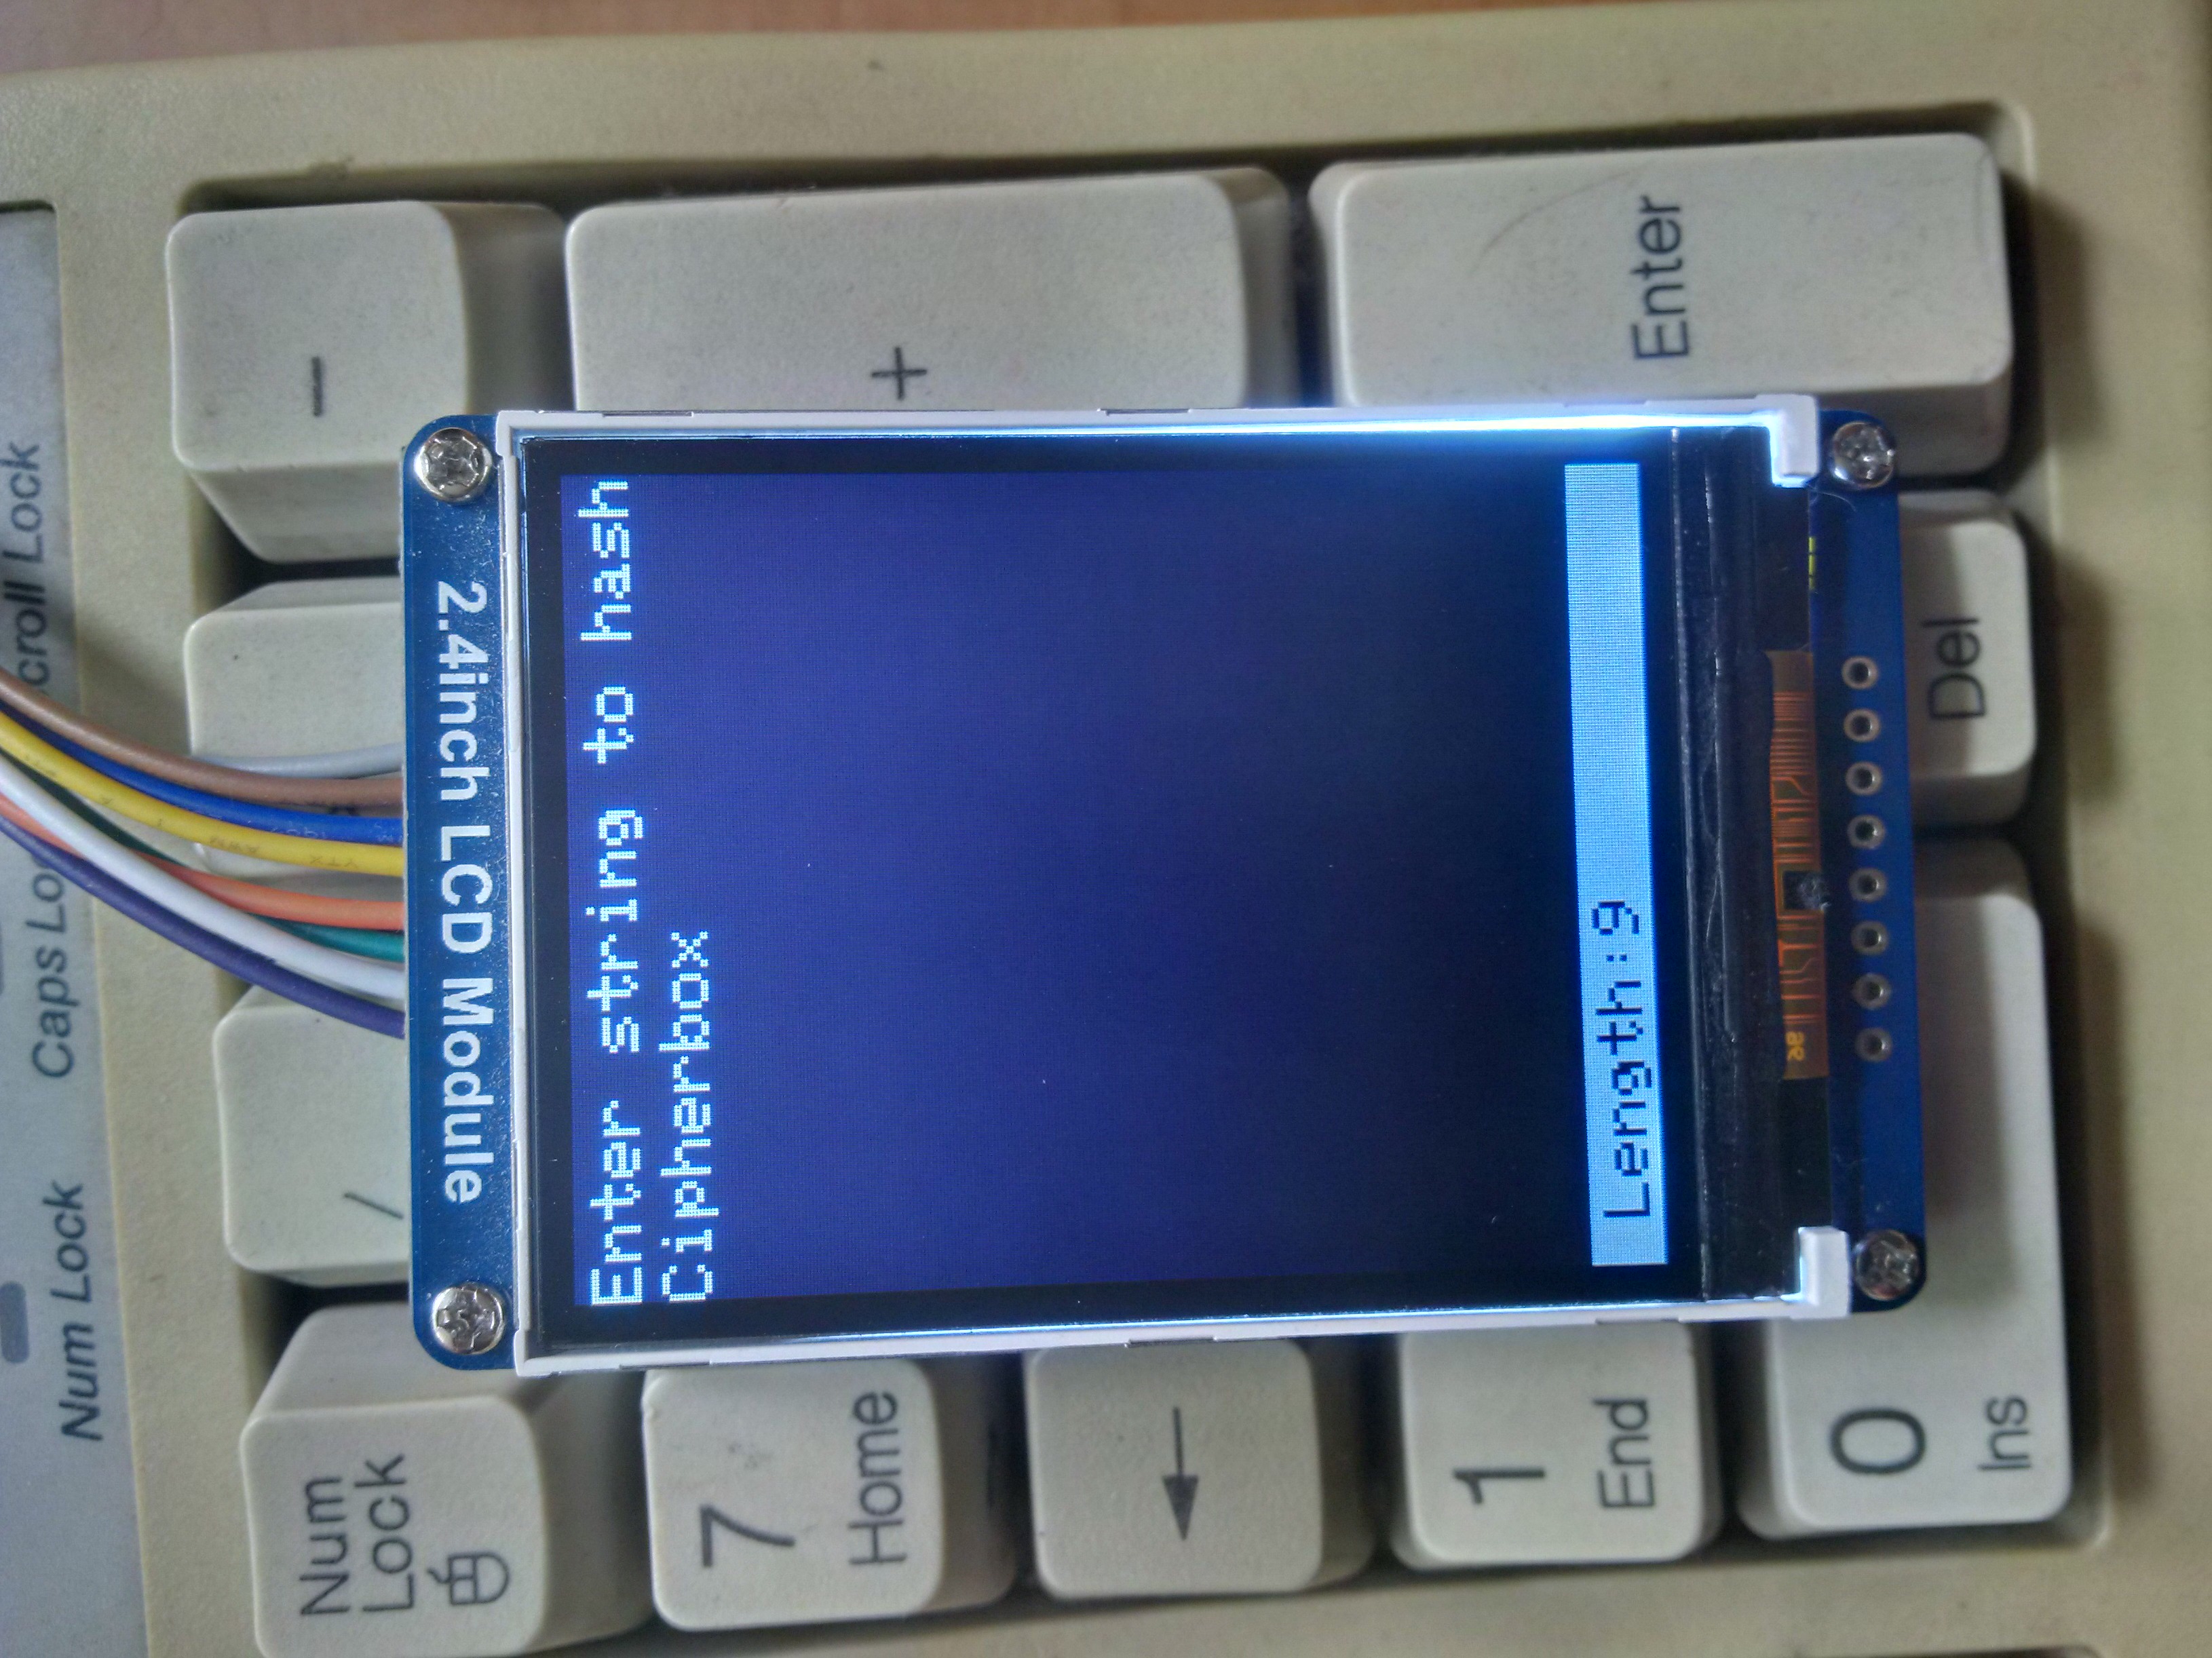 Num Lock
Caps Lo
croll Lock
Num
Lock
/
-
2.4inch LCD Module
Enter string to hash
Cipherbox
7
Home
+
←
1
End
Length:9
Enter
0
Ins
Del